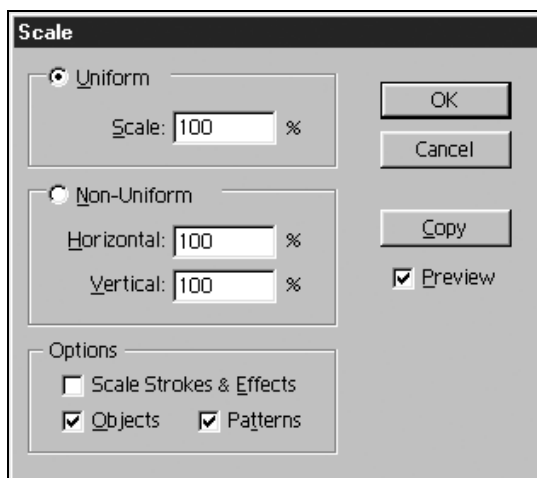 Scale
Uniform
Scale: 100 %
OK
Cancel
Non-Uniform
Horizontal: 100 %
Vertical: 100 %
Copy
Preview
Options
Scale Strokes & Effects
Objects Patterns